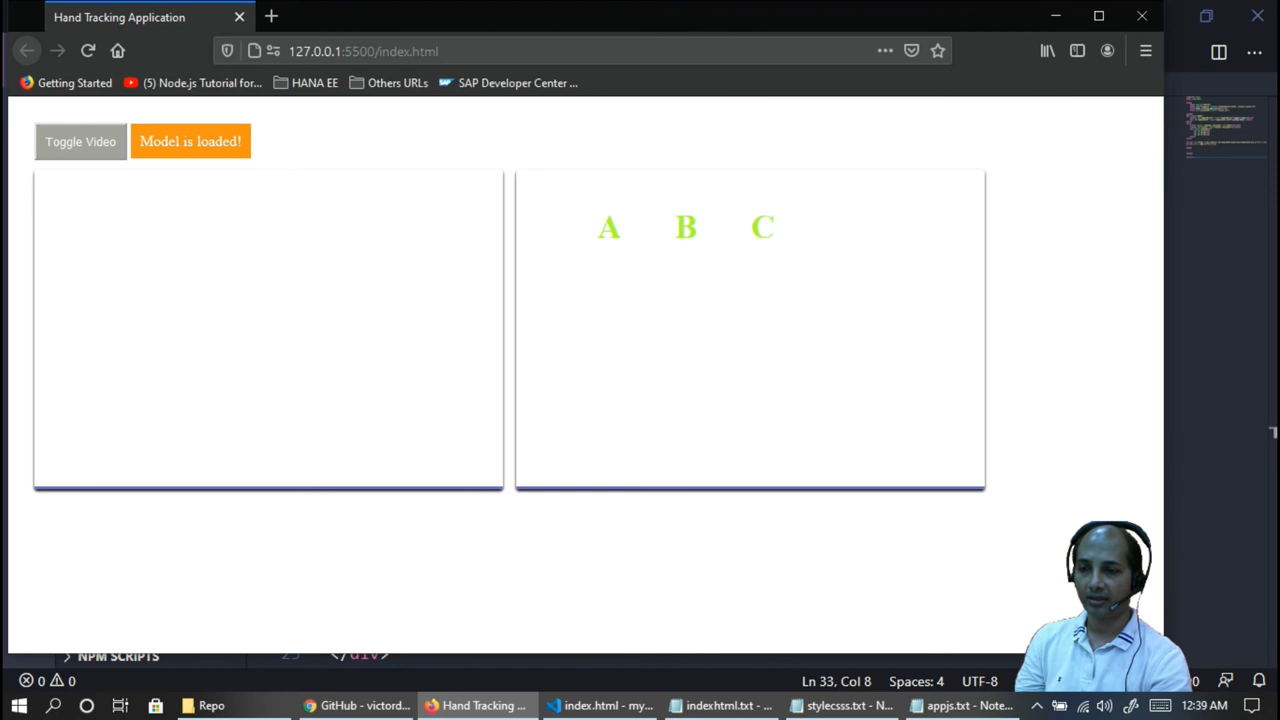 Hand Tracking Application
127.0.0.1:5500/index.html
Getting Started (5) Node.js Tutorial for... HANA EE Others URLs SAP Developer Center ...
Toggle Video Model is loaded!
A B C
NPM SCRIPTS 25 </div>
0 0 Ln 33, Col 8 Spaces: 4 UTF-8
Repo GitHub - victord... Hand Tracking ... index.html - my... indexhtml.txt - ... stylecsss.txt - N... appjs.txt - Note... 12:39 AM